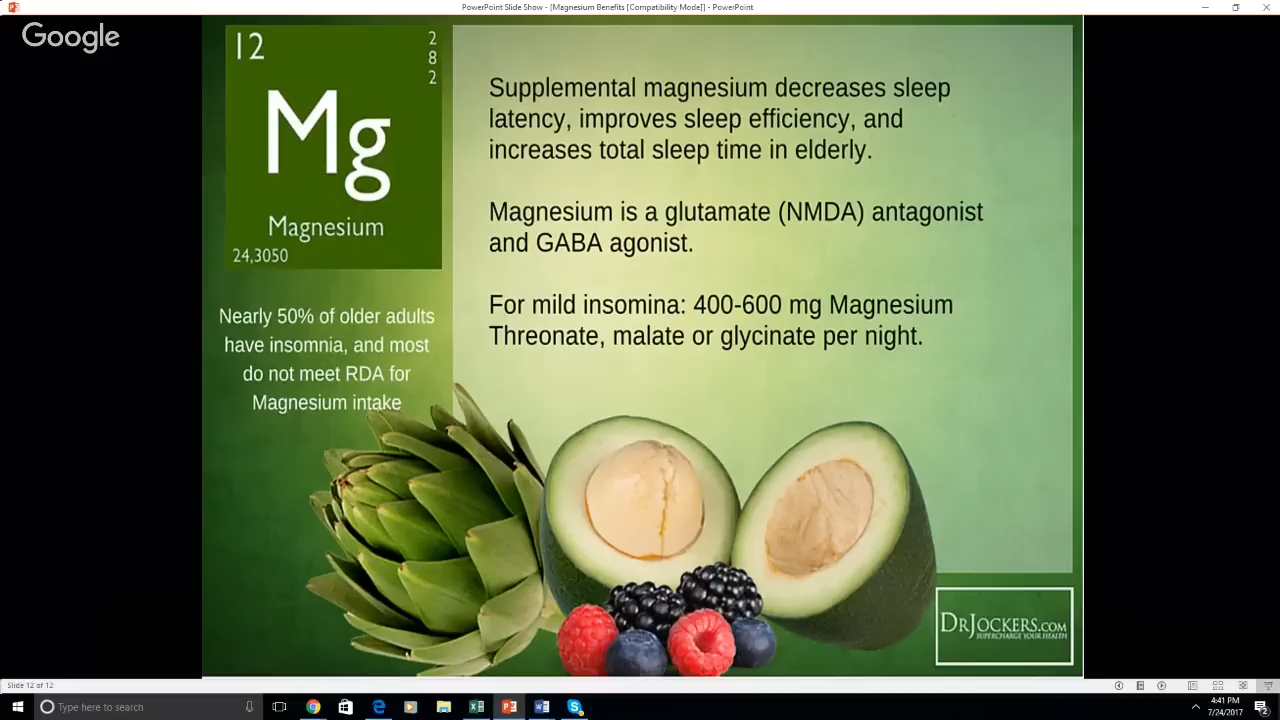 PowerPoint Slide Show - [Magnesium Benefits [Compatibility Mode]] - PowerPoint
Google
12
2
8
2
Mg
Magnesium
24,3050
Nearly 50% of older adults
have insomnia, and most
do not meet RDA for
Magnesium intake
Supplemental magnesium decreases sleep
latency, improves sleep efficiency, and
increases total sleep time in elderly.
Magnesium is a glutamate (NMDA) antagonist
and GABA agonist.
For mild insomina: 400-600 mg Magnesium
Threonate, malate or glycinate per night.
DRJOCKERS.COM
SUPERCHARGE YOUR HEALTH
Slide 12 of 12
Type here to search
4:41 PM
7/24/2017
2